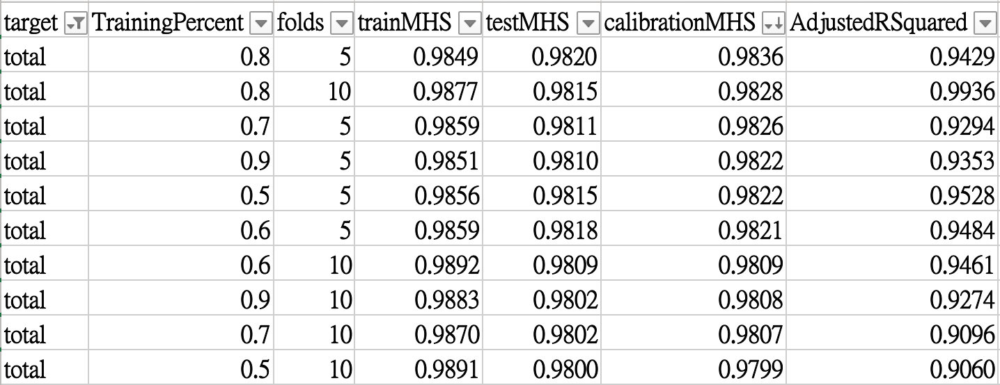 target TrainingPercent folds trainMHS testMHS calibrationMHS AdjustedRSquared
total 0.8 5 0.9849 0.9820 0.9836 0.9429
total 0.8 10 0.9877 0.9815 0.9828 0.9936
total 0.7 5 0.9859 0.9811 0.9826 0.9294
total 0.9 5 0.9851 0.9810 0.9822 0.9353
total 0.5 5 0.9856 0.9815 0.9822 0.9528
total 0.6 5 0.9859 0.9818 0.9821 0.9484
total 0.6 10 0.9892 0.9809 0.9809 0.9461
total 0.9 10 0.9883 0.9802 0.9808 0.9274
total 0.7 10 0.9870 0.9802 0.9807 0.9096
total 0.5 10 0.9891 0.9800 0.9799 0.9060